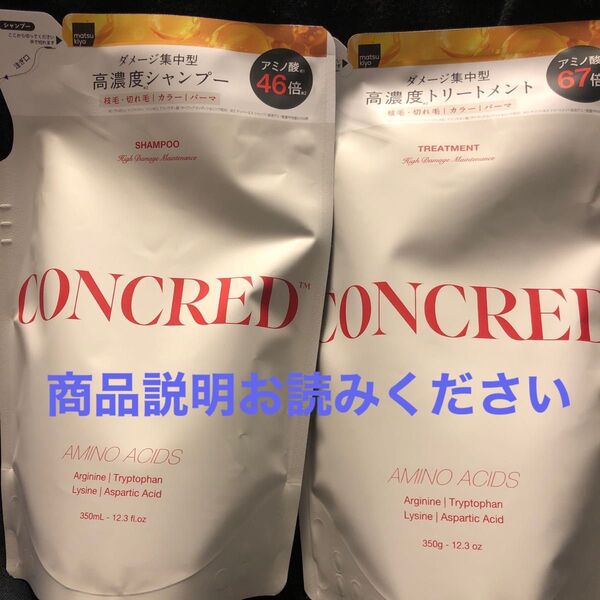 シャンプー
matsu
kiyo
ダメージ集中型
高濃度シャンプー
枝毛・切れ毛 | カラー | パーマ
アミノ酸
46倍
SHAMPOO
High Damage Maintenance
CONCRED™
AMINO ACIDS
Arginine | Tryptophan
Lysine | Aspartic Acid
350mL - 12.3 fl.oz
matsu
kiyo
ダメージ集中型
高濃度トリートメント
枝毛・切れ毛 | カラー | パーマ
アミノ酸
67倍
TREATMENT
High Damage Maintenance
CONCRED
AMINO ACIDS
Arginine | Tryptophan
Lysine | Aspartic Acid
350g - 12.3 oz
商品説明お読みください